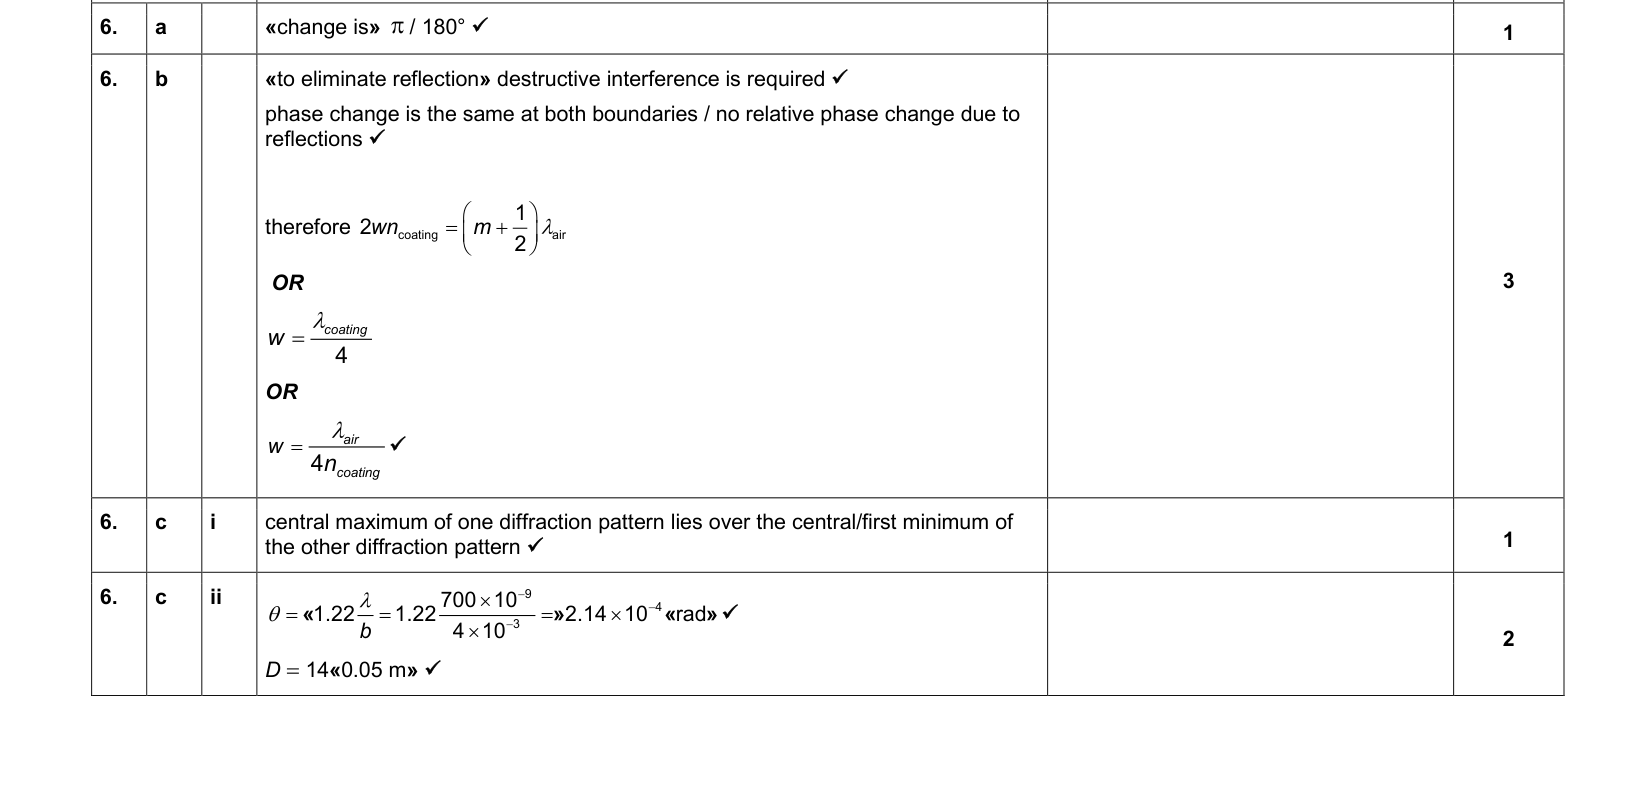 6. a «change is» π / 180° ✓ 1
6. b «to eliminate reflection» destructive interference is required ✓
phase change is the same at both boundaries / no relative phase change due to
reflections ✓
therefore 2wn_coating = (m + 1/2) λ_air
OR
w = λ_coating / 4
OR
w = λ_air / 4n_coating ✓
3
6. c i central maximum of one diffraction pattern lies over the central/first minimum of
the other diffraction pattern ✓
1
6. c ii θ = «1.22 λ/b = 1.22 700 × 10⁻⁹ / 4 × 10⁻³ =» 2.14 × 10⁻⁴ «rad» ✓
D = 14«0.05 m» ✓
2